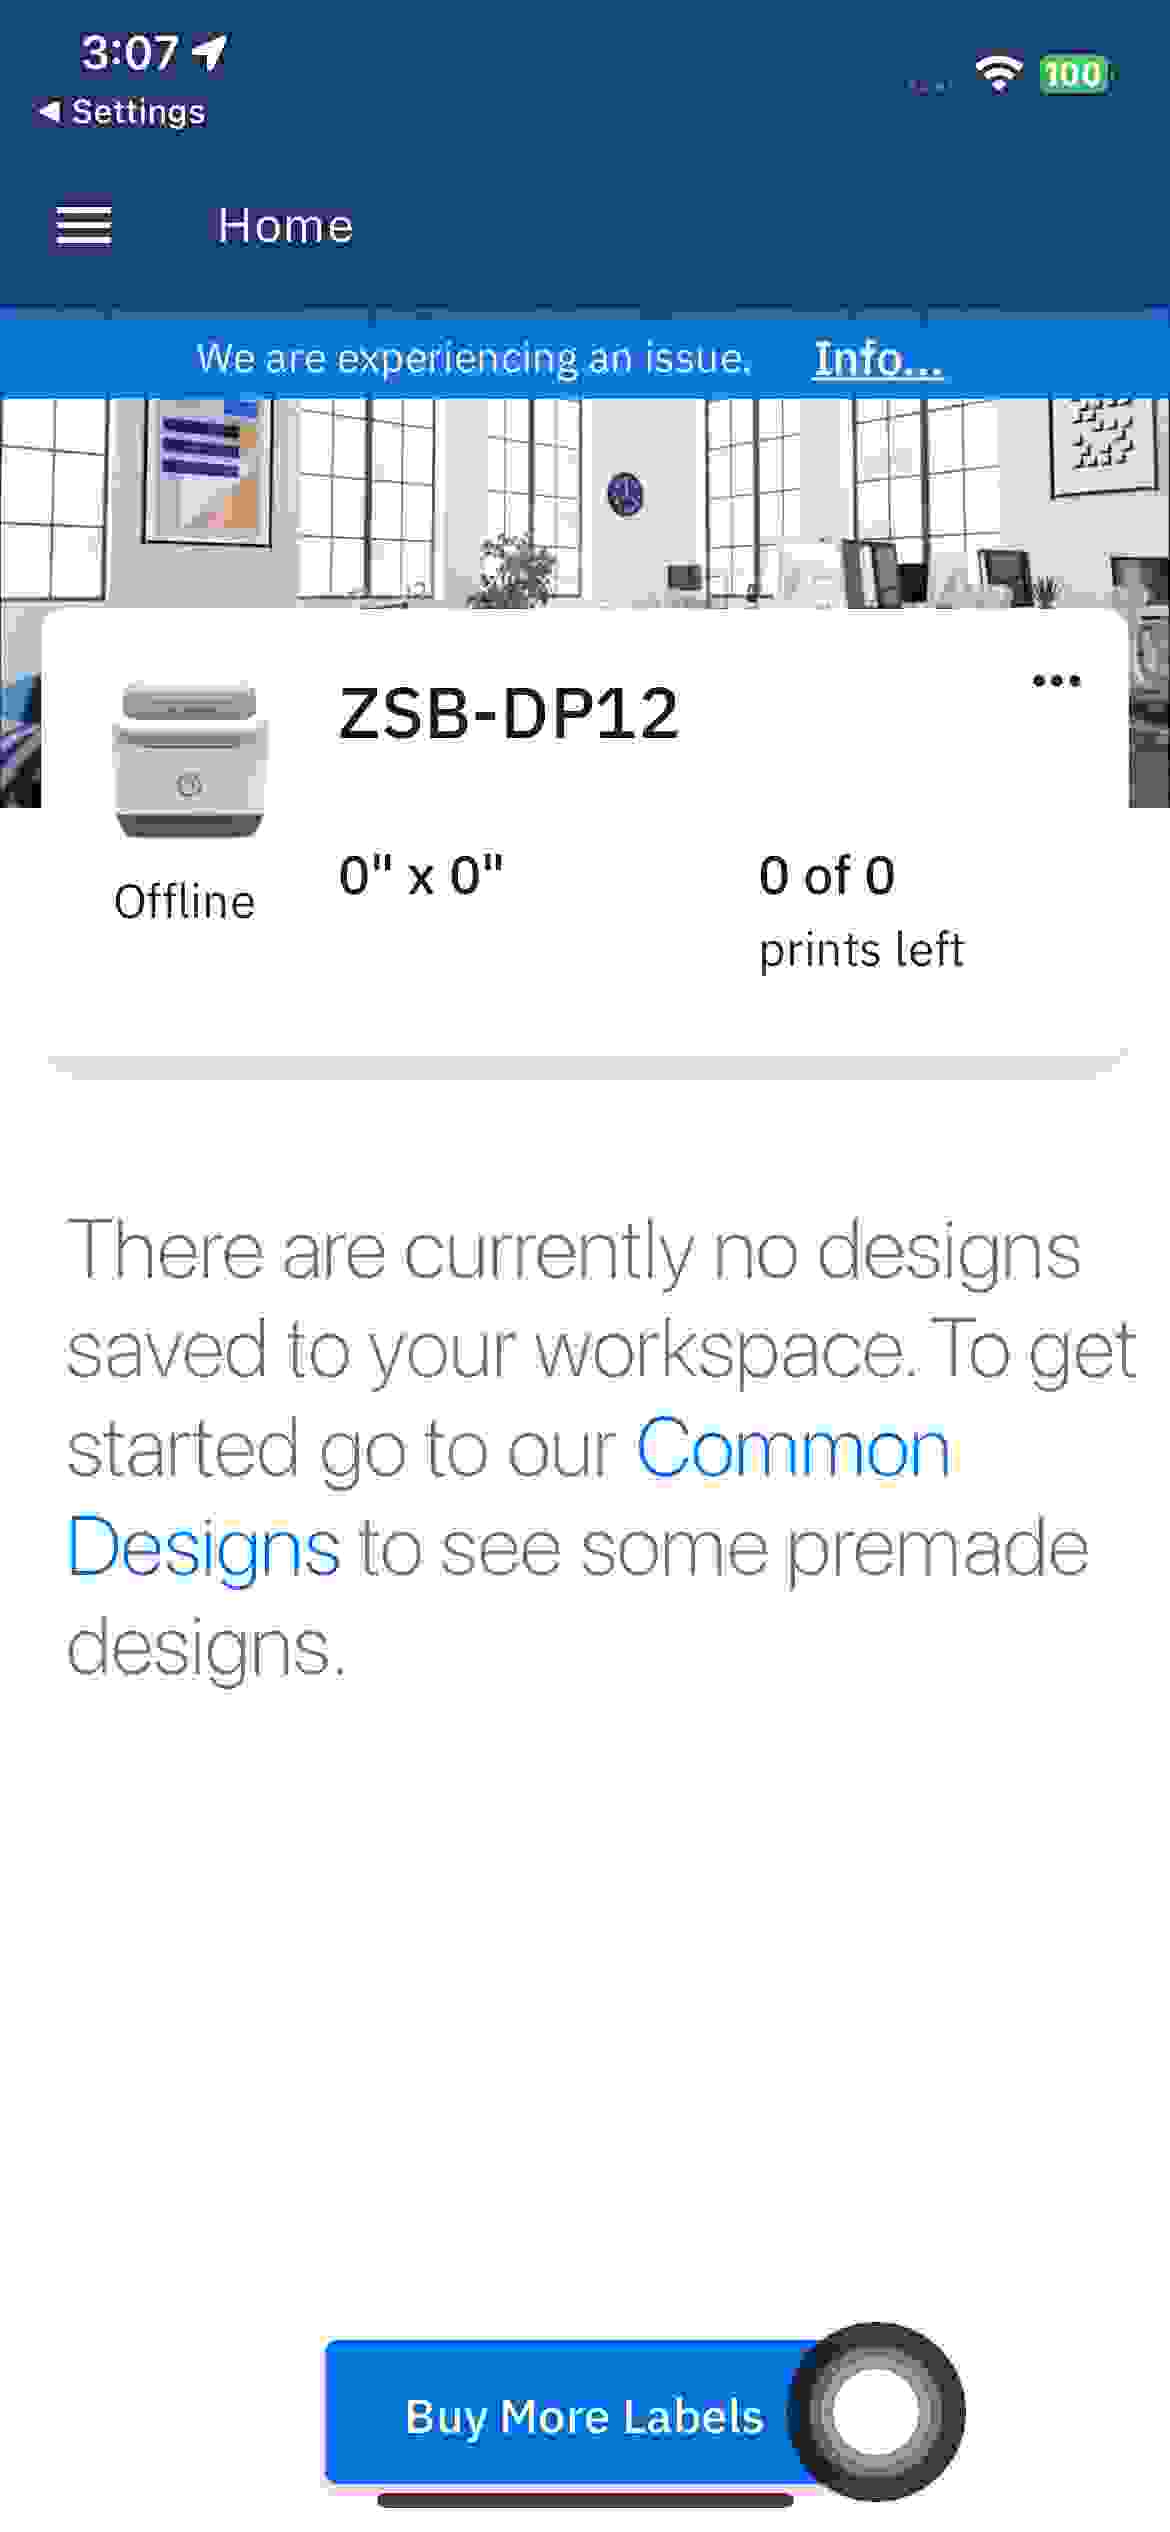 3:07
◀ Settings
100
Home
We are experiencing an issue. Info...
ZSB-DP12
Offline
0" x 0"
0 of 0
prints left
There are currently no designs
saved to your workspace. To get
started go to our Common
Designs to see some premade
designs.
Buy More Labels